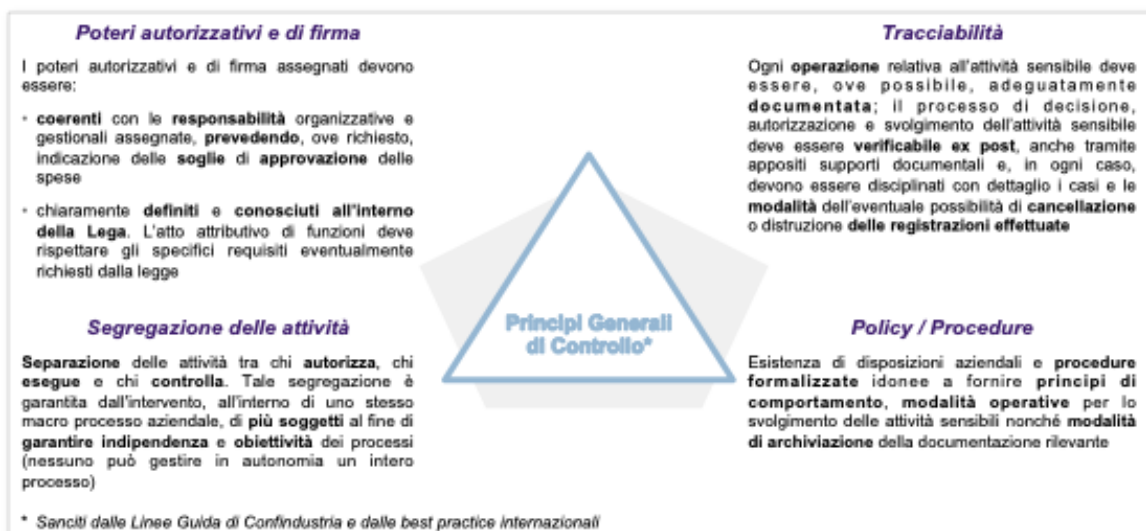 Poteri autorizzativi e di firma
I poteri autorizzativi e di firma assegnati devono
essere:
• coerenti con le responsabilità organizzative e
gestionali assegnate, prevedendo, ove richiesto,
indicazione delle soglie di approvazione delle
spese
• chiaramente definiti e conosciuti all'interno
della Lega. L'atto attributivo di funzioni deve
rispettare gli specifici requisiti eventualmente
richiesti dalla legge
Segregazione delle attività
Separazione delle attività tra chi autorizza, chi
esegue e chi controlla. Tale segregazione è
garantita dall'intervento, all'interno di uno stesso
macro processo aziendale, di più soggetti al fine di
garantire indipendenza e obiettività dei processi
(nessuno può gestire in autonomia un intero
processo)
Principi Generali
di Controllo*
Tracciabilità
Ogni operazione relativa all'attività sensibile deve
essere, ove possibile, adeguatamente
documentata; il processo di decisione,
autorizzazione e svolgimento dell'attività sensibile
deve essere verificabile ex post, anche tramite
appositi supporti documentali e, in ogni caso,
devono essere disciplinati con dettaglio i casi e le
modalità dell'eventuale possibilità di cancellazione
o distruzione delle registrazioni effettuate
Policy / Procedure
Esistenza di disposizioni aziendali e procedure
formalizzate idonee a fornire principi di
comportamento, modalità operative per lo
svolgimento delle attività sensibili nonché modalità
di archiviazione della documentazione rilevante
* Sanciti dalle Linee Guida di Confindustria e dalle best practice internazionali